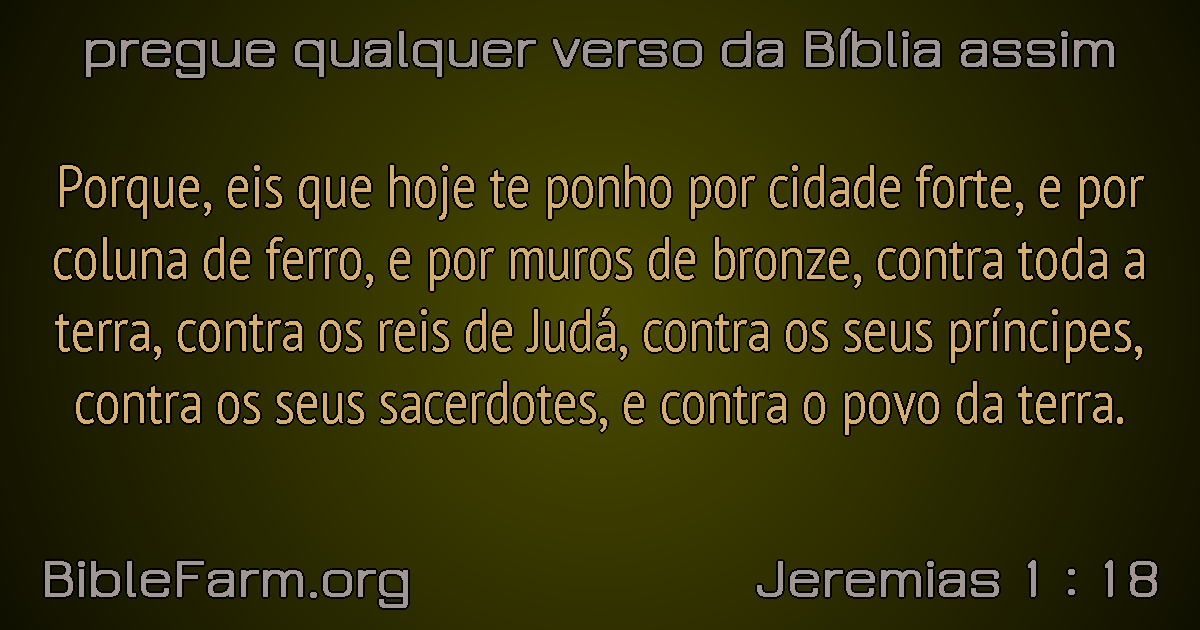 pregue qualquer verso da Bíblia assim
Porque, eis que hoje te ponho por cidade forte, e por
coluna de ferro, e por muros de bronze, contra toda a
terra, contra os reis de Judá, contra os seus príncipes,
contra os seus sacerdotes, e contra o povo da terra.
BibleFarm.org
Jeremias 1 : 18